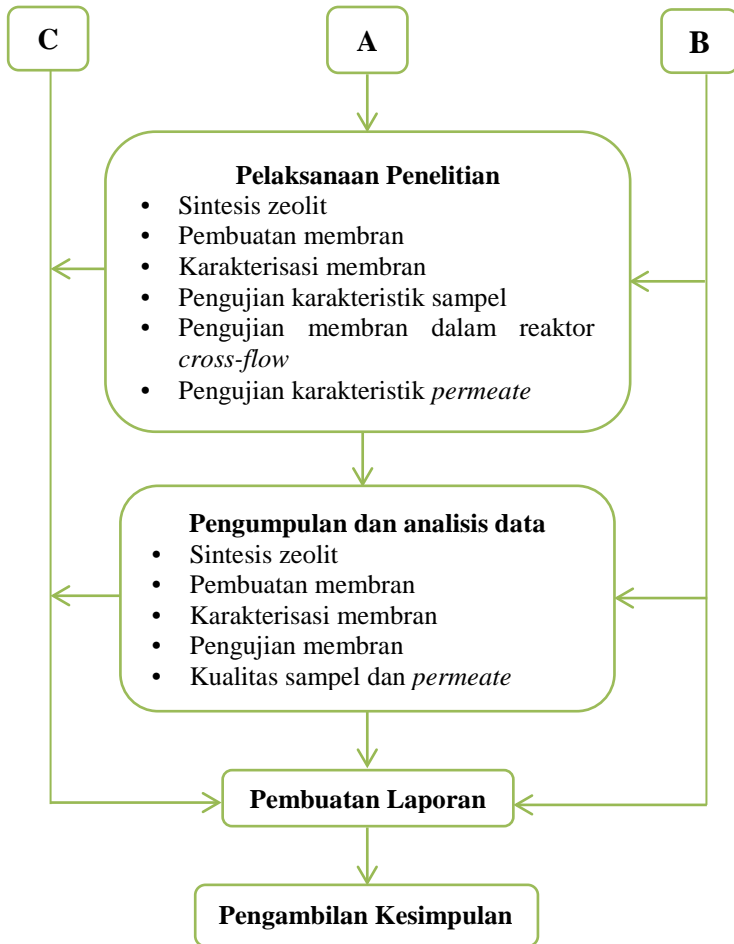 C
A
B
Pelaksanaan Penelitian
• Sintesis zeolit
• Pembuatan membran
• Karakterisasi membran
• Pengujian karakteristik sampel
• Pengujian membran dalam reaktor
cross-flow
• Pengujian karakteristik permeate
Pengumpulan dan analisis data
• Sintesis zeolit
• Pembuatan membran
• Karakterisasi membran
• Pengujian membran
• Kualitas sampel dan permeate
Pembuatan Laporan
Pengambilan Kesimpulan